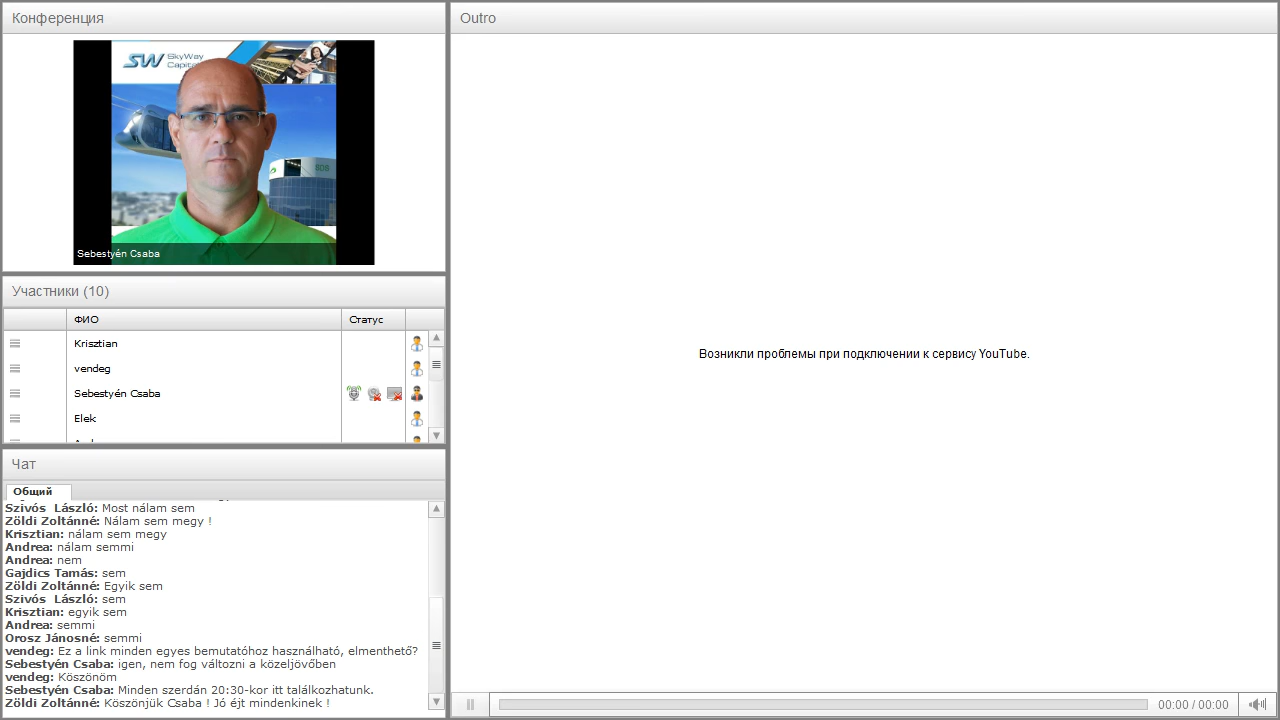 Конференция
SW SkyWay
Capital
BDB
Sebestyén Csaba
Участники (10)
ФИО Статус
Krisztian
vendeg
Sebestyén Csaba
Elek
Чат
Общий
Szivós László: Most nálam sem
Zöldi Zoltánné: Nálam sem megy !
Krisztian: nálam sem megy
Andrea: nálam semmi
Andrea: nem
Gajdics Tamás: sem
Zöldi Zoltánné: Egyik sem
Szivós László: sem
Krisztian: egyik sem
Andrea: semmi
Orosz Jánosné: semmi
vendeg: Ez a link minden egyes bemutatóhoz használható, elmenthető?
Sebestyén Csaba: igen, nem fog változni a közeljövőben
vendeg: Köszönöm
Sebestyén Csaba: Minden szerdán 20:30-kor itt találkozhatunk.
Zöldi Zoltánné: Köszönjük Csaba ! Jó éjt mindenkinek !
Outro
Возникли проблемы при подключении к сервису YouTube.
00:00 / 00:00